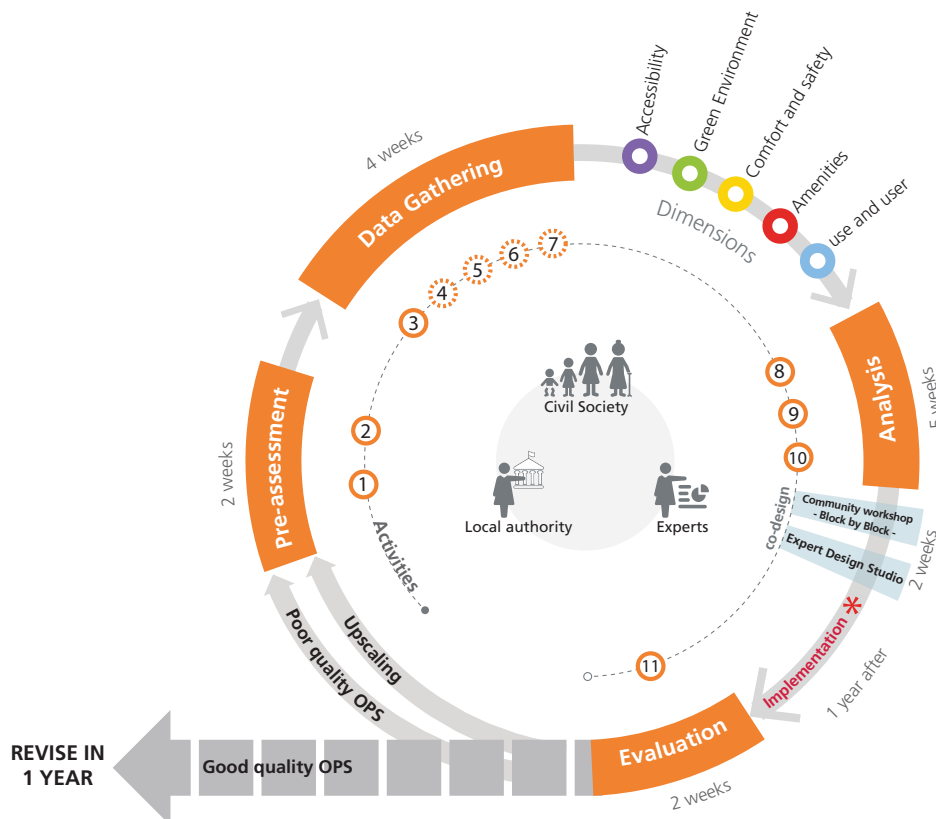 4 weeks
Data Gathering
Accessibility
Green Environment
Comfort and safety
Amenities
use and user
Dimensions
7
6
5
4
3
2
1
Activities
2 weeks
Pre-assessment
Civil Society
Local authority
Experts
8
9
10
Analysis
5 weeks
co-design
Community workshop
- Block by Block -
Expert Design Studio
2 weeks
Implementation *
1 year after
11
Evaluation
2 weeks
Upscaling
Poor quality OPS
Good quality OPS
REVISE IN
1 YEAR